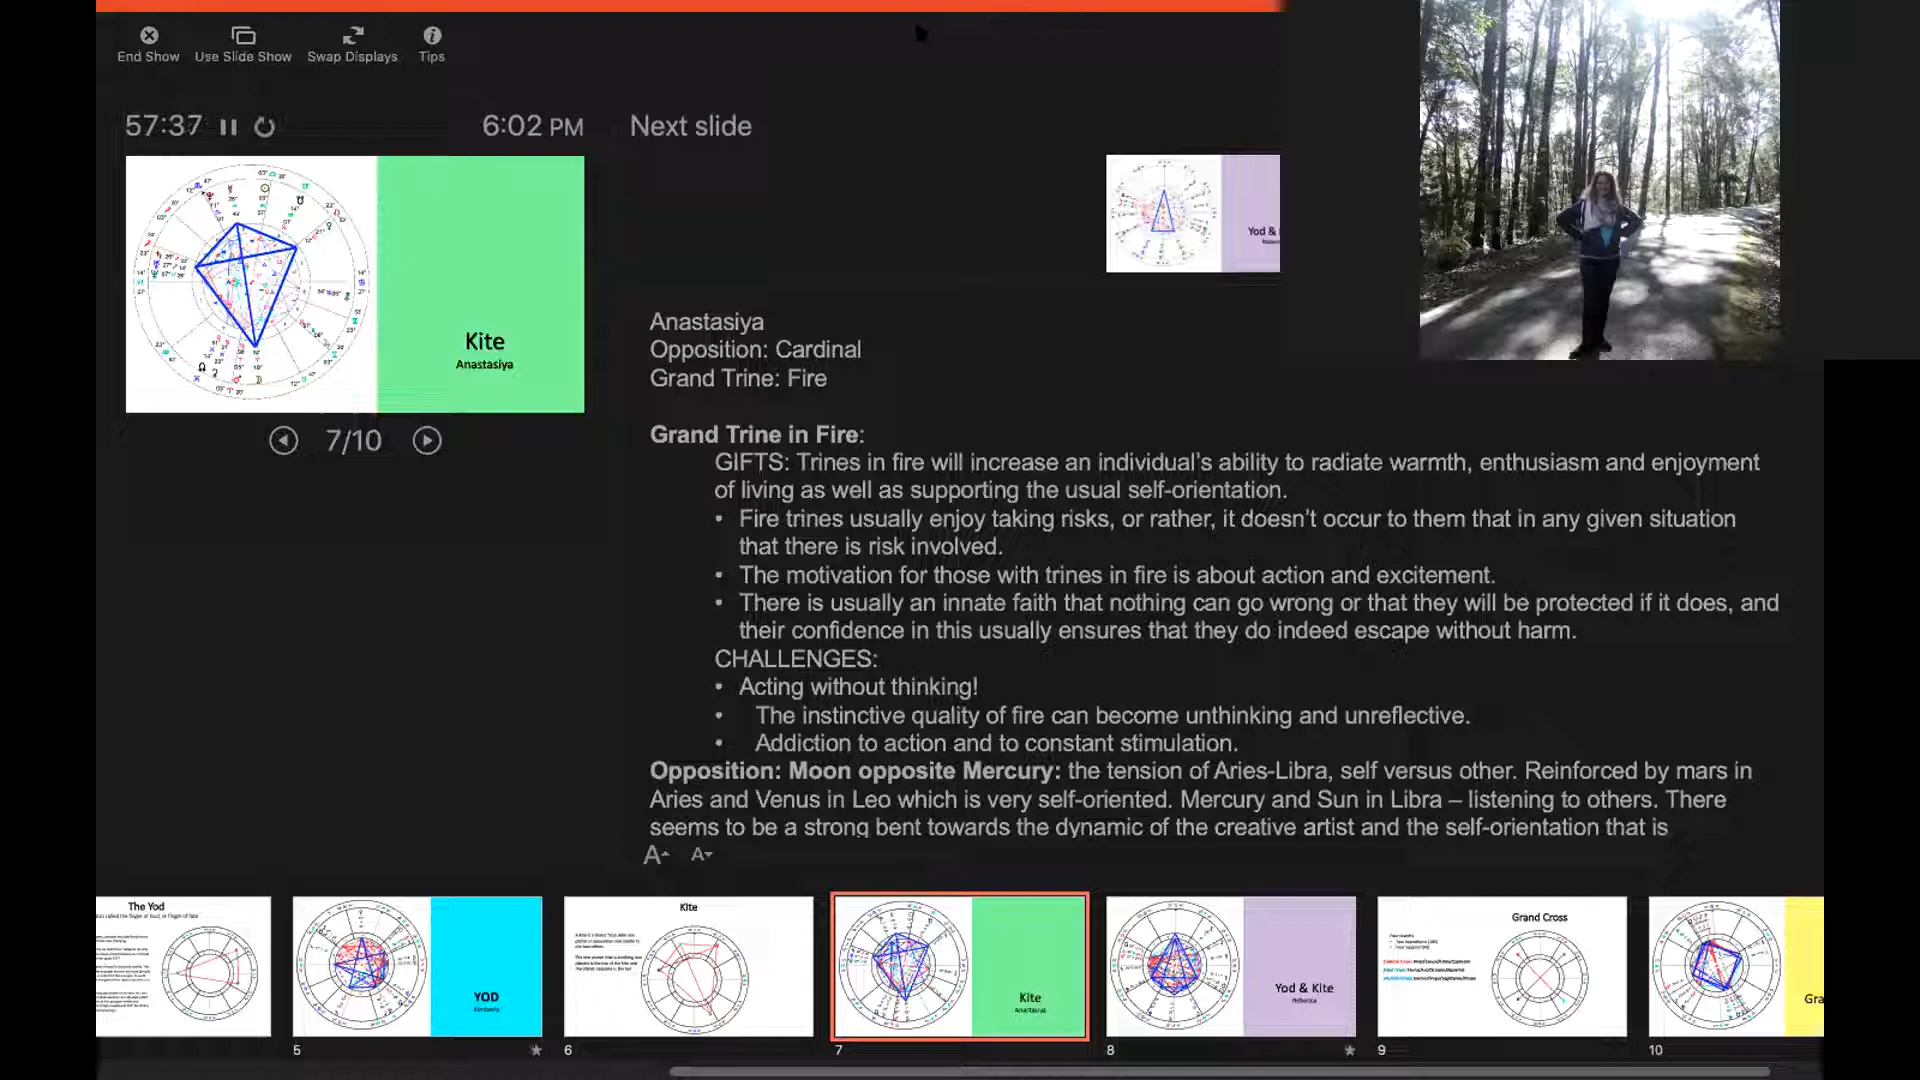 End Show
Use Slide Show
Swap Displays
Tips
57:37
6:02 PM
Next slide
Kite
Anastasiya
Yod &
7/10
Anastasiya
Opposition: Cardinal
Grand Trine: Fire
Grand Trine in Fire:
GIFTS: Trines in fire will increase an individual's ability to radiate warmth, enthusiasm and enjoyment
of living as well as supporting the usual self-orientation.
• Fire trines usually enjoy taking risks, or rather, it doesn't occur to them that in any given situation
that there is risk involved.
• The motivation for those with trines in fire is about action and excitement.
• There is usually an innate faith that nothing can go wrong or that they will be protected if it does, and
their confidence in this usually ensures that they do indeed escape without harm.
CHALLENGES:
• Acting without thinking!
• The instinctive quality of fire can become unthinking and unreflective.
• Addiction to action and to constant stimulation.
Opposition: Moon opposite Mercury: the tension of Aries-Libra, self versus other. Reinforced by mars in
Aries and Venus in Leo which is very self-oriented. Mercury and Sun in Libra – listening to others. There
seems to be a strong bent towards the dynamic of the creative artist and the self-orientation that is
A A
The Yod
YOD
Kimberly
5
Kite
6
Kite
Anastasiya
7
Yod & Kite
Rebecca
8
Grand Cross
9
Gra
10